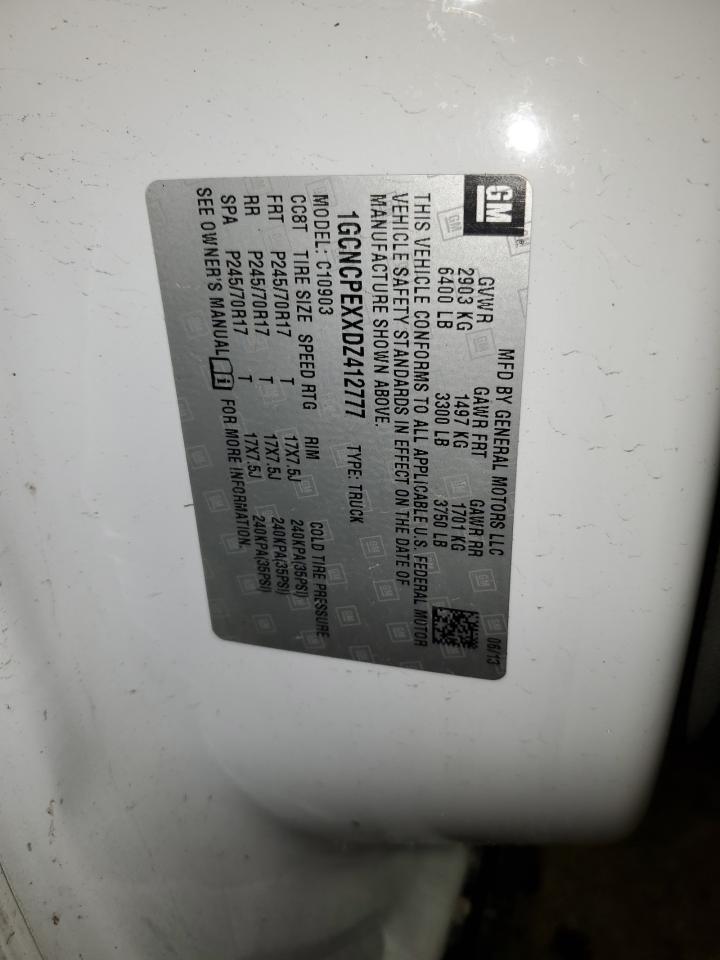 GM
MFD BY GENERAL MOTORS LLC 06/13
GVWR GAWR FRT GAWR RR
2903 KG 1497 KG 1701 KG
6400 LB 3300 LB 3750 LB
THIS VEHICLE CONFORMS TO ALL APPLICABLE U.S. FEDERAL MOTOR
VEHICLE SAFETY STANDARDS IN EFFECT ON THE DATE OF
MANUFACTURE SHOWN ABOVE.
1GCNCPEXXDZ412777 TYPE: TRUCK
MODEL: C10903
CC8T TIRE SIZE SPEED RTG RIM COLD TIRE PRESSURE
FRT P245/70R17 T 17X7.5J 240KPA(35PSI)
RR P245/70R17 T 17X7.5J 240KPA(35PSI)
SPA P245/70R17 T 17X7.5J 240KPA(35PSI)
SEE OWNER'S MANUAL FOR MORE INFORMATION.